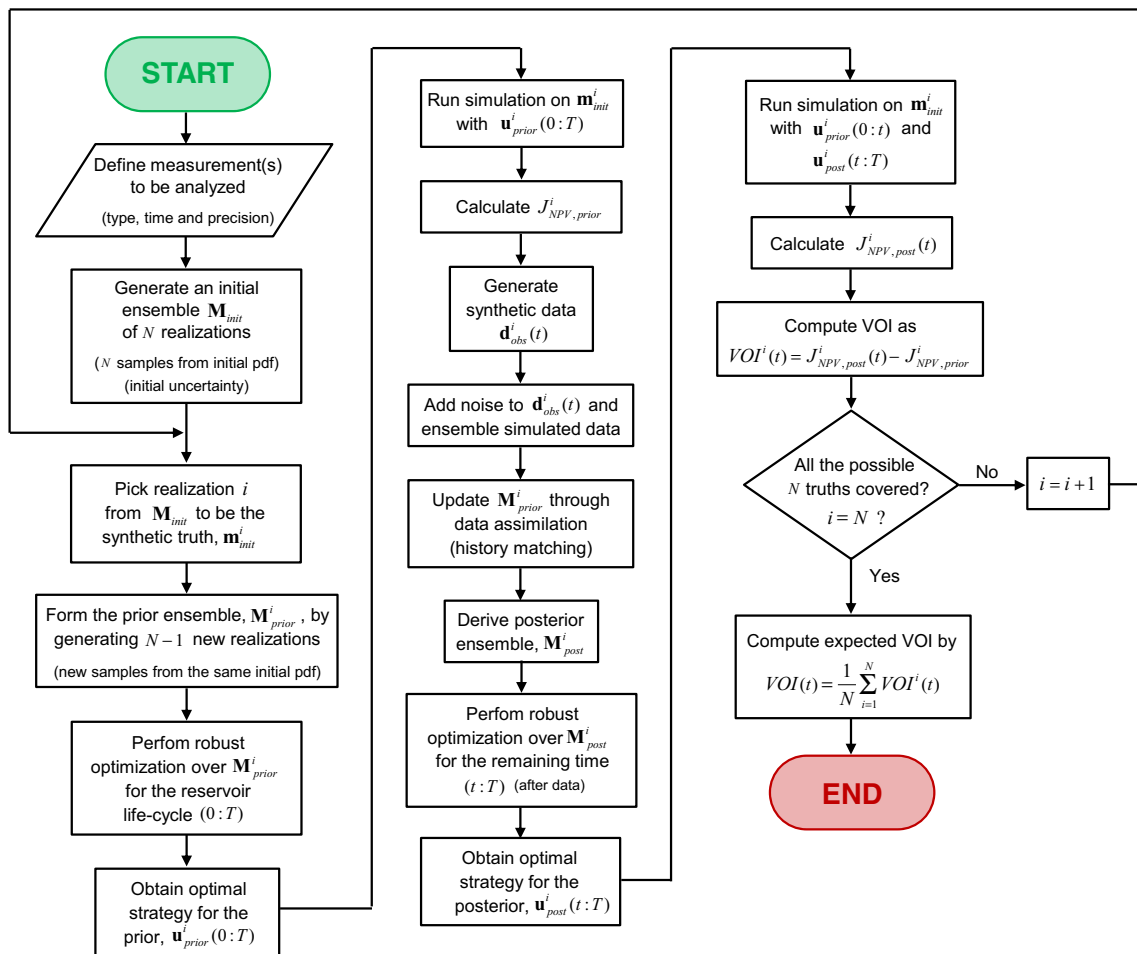 START
Define measurement(s)
to be analyzed
(type, time and precision)
Generate an initial
ensemble M_init
of N realizations
(N samples from initial pdf)
(initial uncertainty)
Pick realization i
from M_init to be the
synthetic truth, m^i_init
Form the prior ensemble, M^i_prior , by
generating N−1 new realizations
(new samples from the same initial pdf)
Perfom robust
optimization over M^i_prior
for the reservoir
life-cycle (0:T)
Obtain optimal
strategy for the
prior, u^i_prior(0:T)
Run simulation on m^i_init
with u^i_prior(0:T)
Calculate J^i_NPV,prior
Generate
synthetic data
d^i_obs(t)
Add noise to d^i_obs(t) and
ensemble simulated data
Update M^i_prior through
data assimilation
(history matching)
Derive posterior
ensemble, M^i_post
Perform robust
optimization over M^i_post
for the remaining time
(t:T) (after data)
Obtain optimal
strategy for the
posterior, u^i_post(t:T)
Run simulation on m^i_init
with u^i_prior(0:t) and
u^i_post(t:T)
Calculate J^i_NPV,post(t)
Compute VOI as
VOI^i(t) = J^i_NPV,post(t) − J^i_NPV,prior
All the possible
N truths covered?
i = N ?
No
i = i+1
Yes
Compute expected VOI by
VOI(t) = 1/N ∑_{i=1}^{N} VOI^i(t)
END